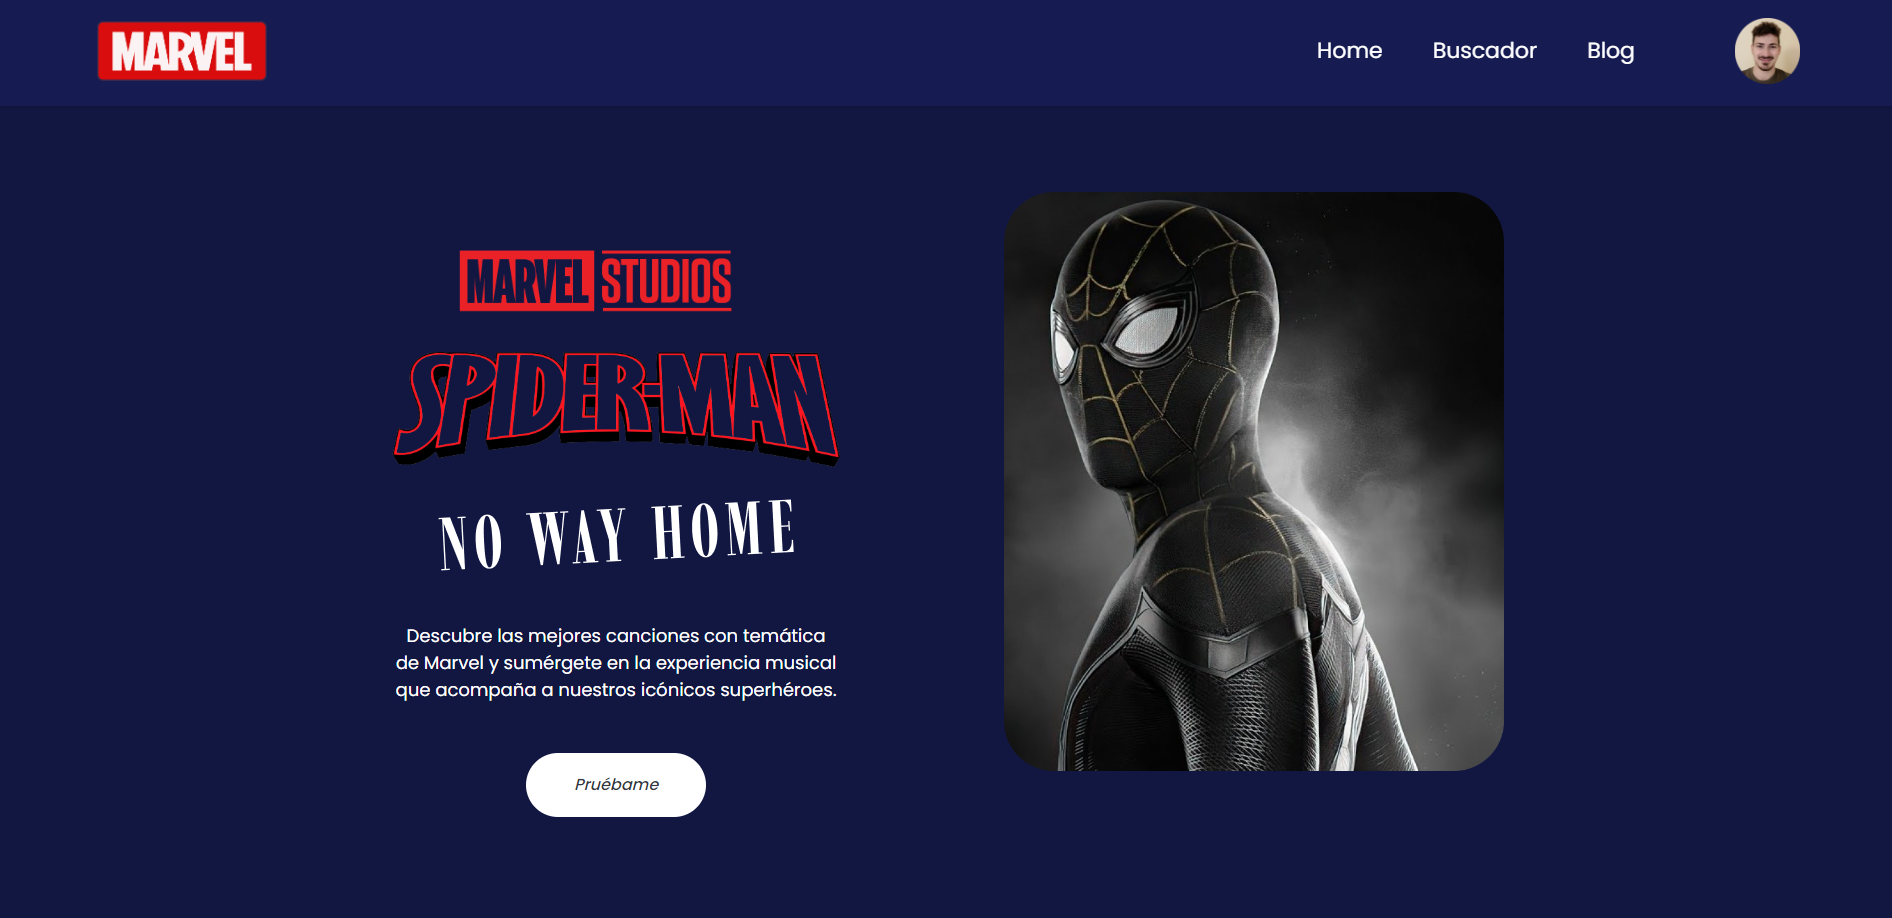 MARVEL
Home
Buscador
Blog
MARVEL STUDIOS
SPIDER-MAN
NO WAY HOME
Descubre las mejores canciones con temática
de Marvel y sumérgete en la experiencia musical
que acompaña a nuestros icónicos superhéroes.
Pruébame